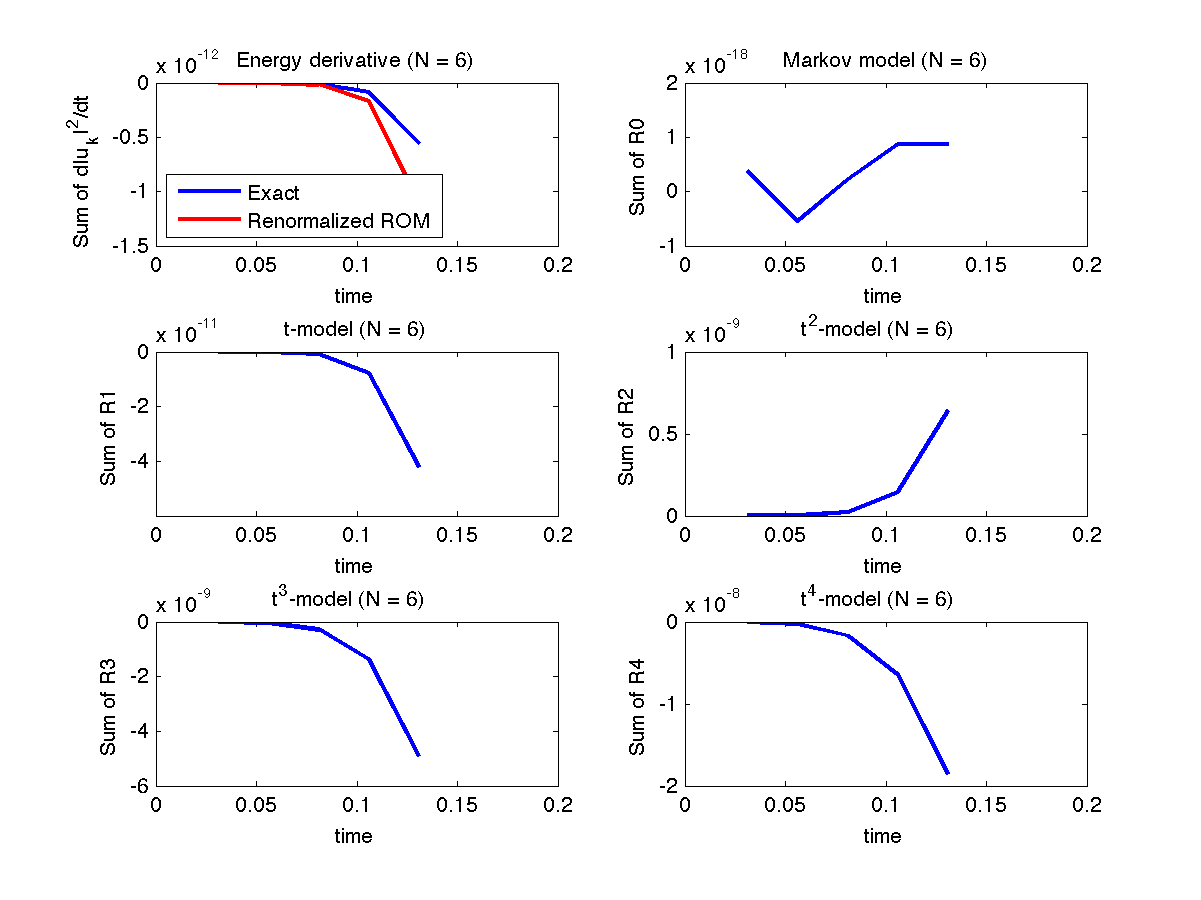 x 10^-12 Energy derivative (N = 6)
Sum of d|u_k|^2/dt
0
-0.5
-1
-1.5
Exact
Renormalized ROM
0 0.05 0.1 0.15 0.2
time
x 10^-18 Markov model (N = 6)
Sum of R0
2
1
0
-1
0 0.05 0.1 0.15 0.2
time
x 10^-11 t-model (N = 6)
Sum of R1
0
-2
-4
0 0.05 0.1 0.15 0.2
time
x 10^-9 t^2-model (N = 6)
Sum of R2
1
0.5
0
0 0.05 0.1 0.15 0.2
time
x 10^-9 t^3-model (N = 6)
Sum of R3
0
-2
-4
-6
0 0.05 0.1 0.15 0.2
time
x 10^-8 t^4-model (N = 6)
Sum of R4
0
-1
-2
0 0.05 0.1 0.15 0.2
time